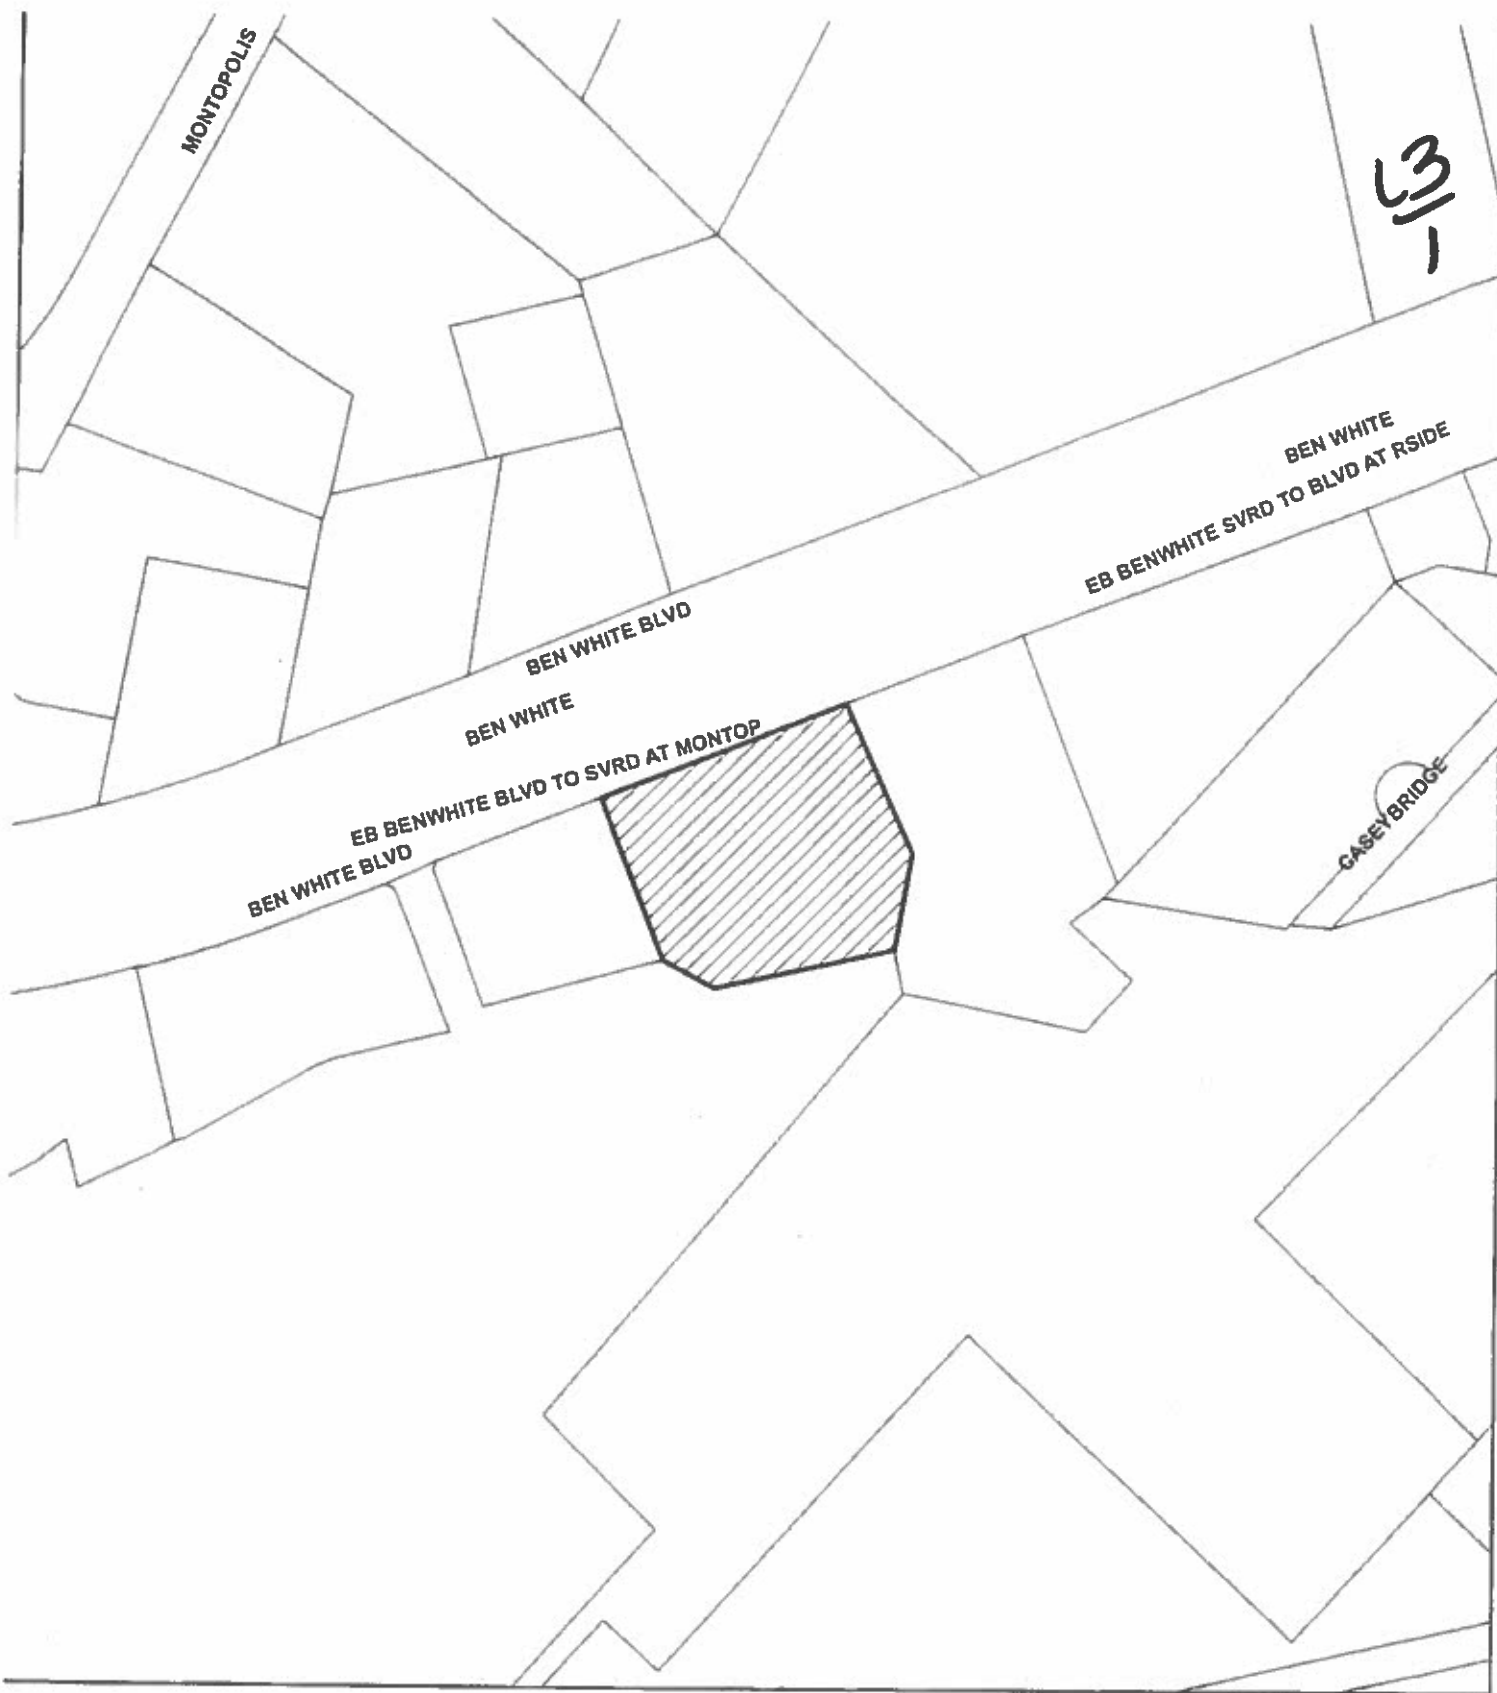 MONTOPOLIS
L3
1
BEN WHITE
EB BENWHITE SVRD TO BLVD AT RSIDE
BEN WHITE BLVD
BEN WHITE
EB BENWHITE BLVD TO SVRD AT MONTOP
BEN WHITE BLVD
CASEYBRIDGE